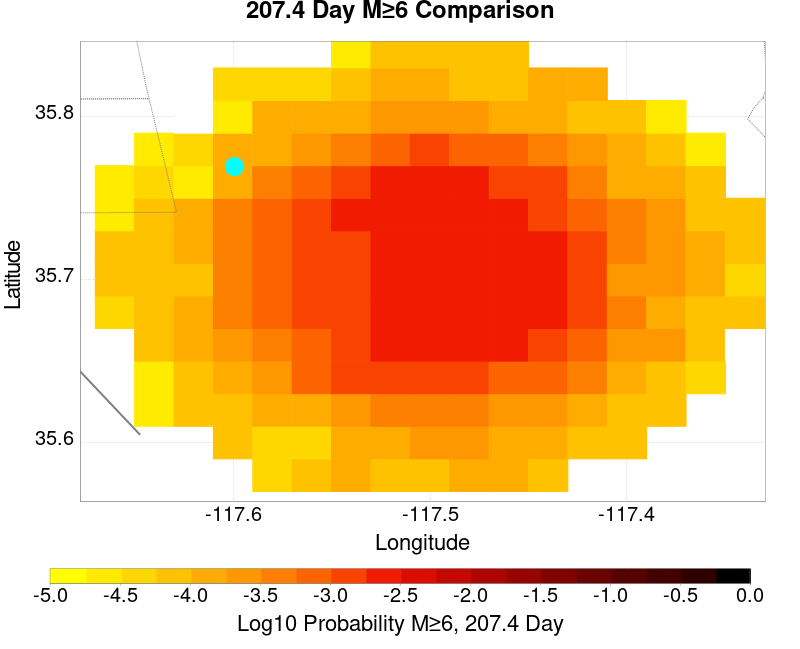 207.4 Day M≥6 Comparison
Latitude
35.8
35.7
35.6
-117.6 -117.5 -117.4
Longitude
-5.0 -4.5 -4.0 -3.5 -3.0 -2.5 -2.0 -1.5 -1.0 -0.5 0.0
Log10 Probability M≥6, 207.4 Day